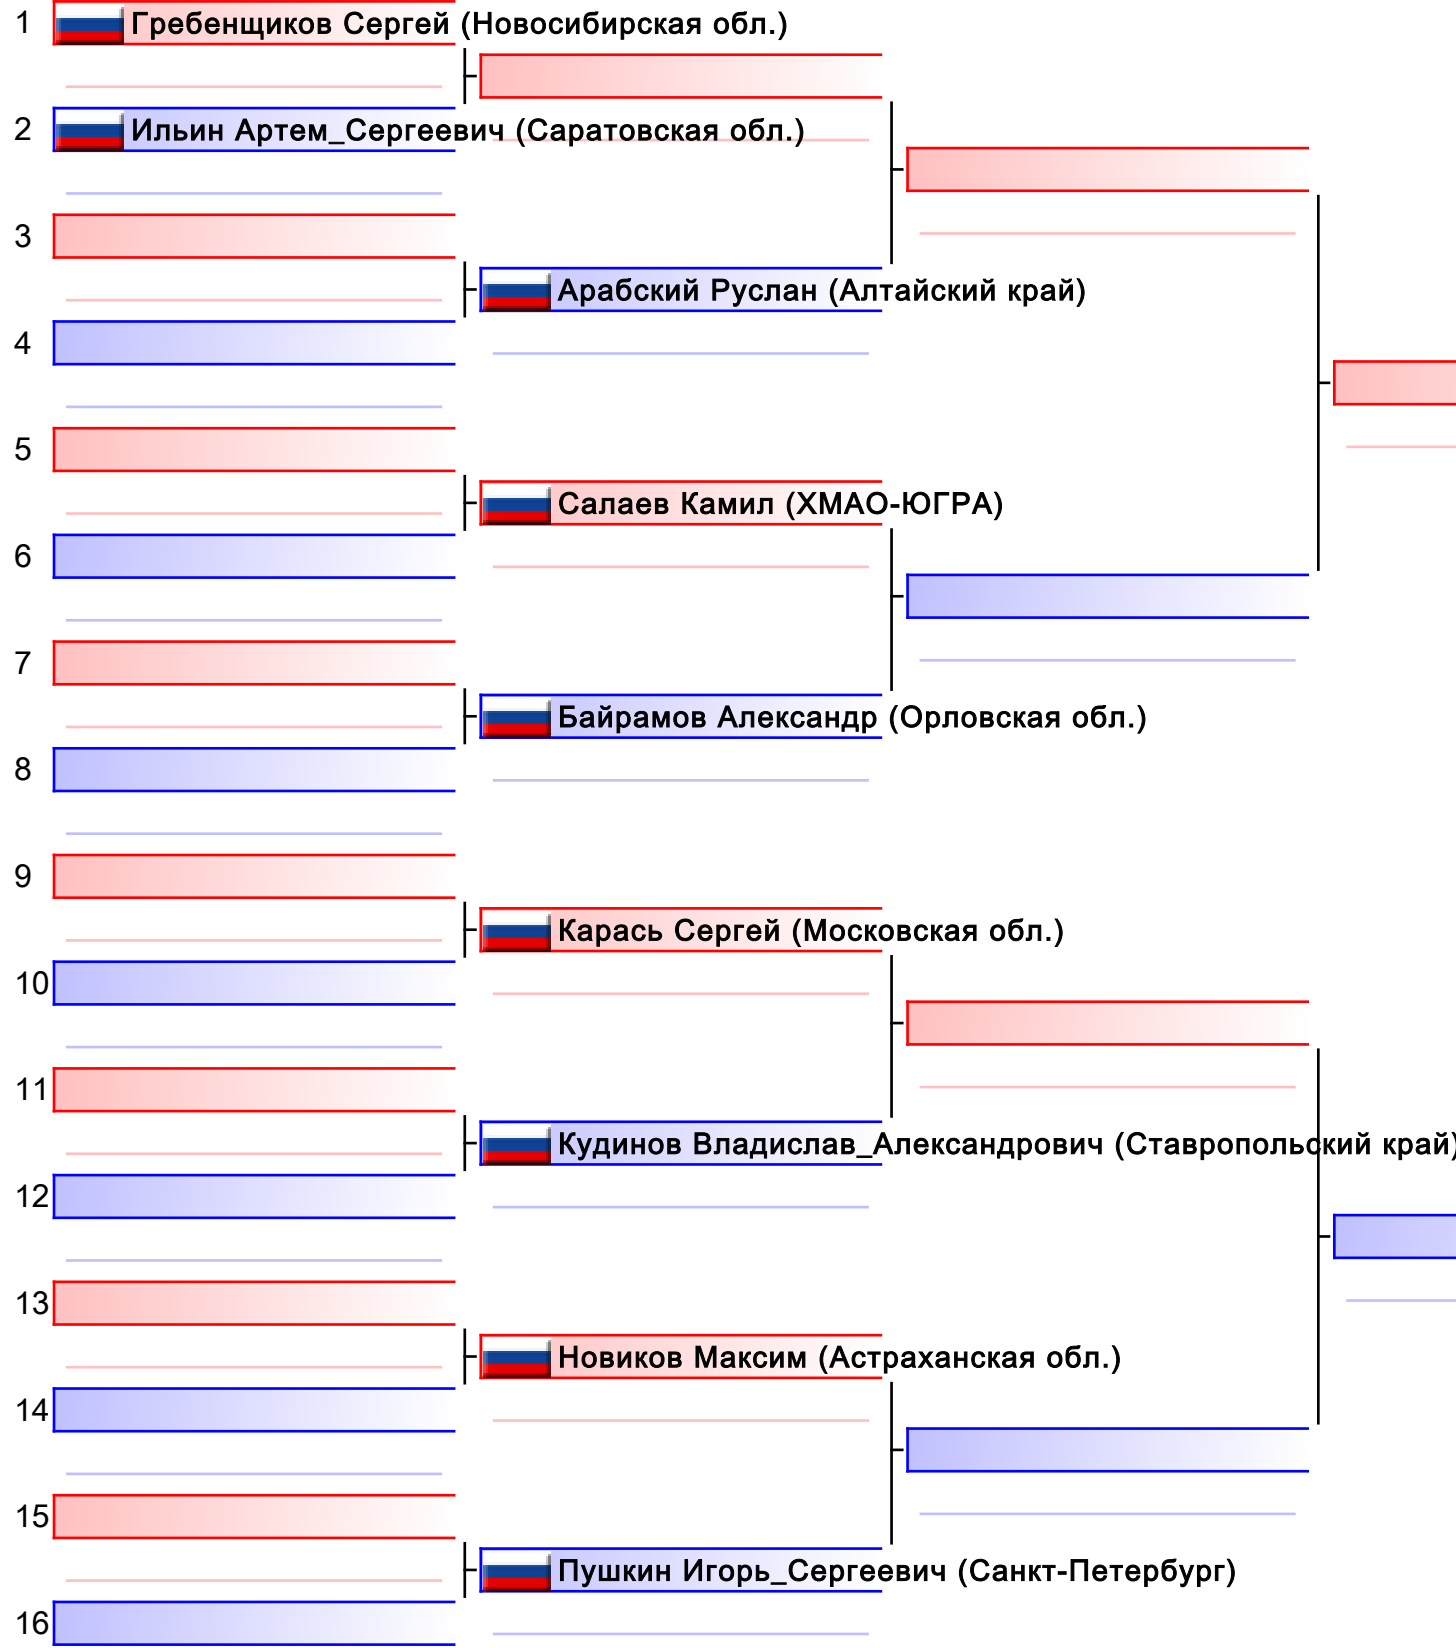 1 Гребенщиков Сергей (Новосибирская обл.)
2 Ильин Артем_Сергеевич (Саратовская обл.)
3
Арабский Руслан (Алтайский край)
4
5
Салаев Камил (ХМАО-ЮГРА)
6
7
Байрамов Александр (Орловская обл.)
8
9
Карась Сергей (Московская обл.)
10
11
Кудинов Владислав_Александрович (Ставропольский край)
12
13
Новиков Максим (Астраханская обл.)
14
15
Пушкин Игорь_Сергеевич (Санкт-Петербург)
16